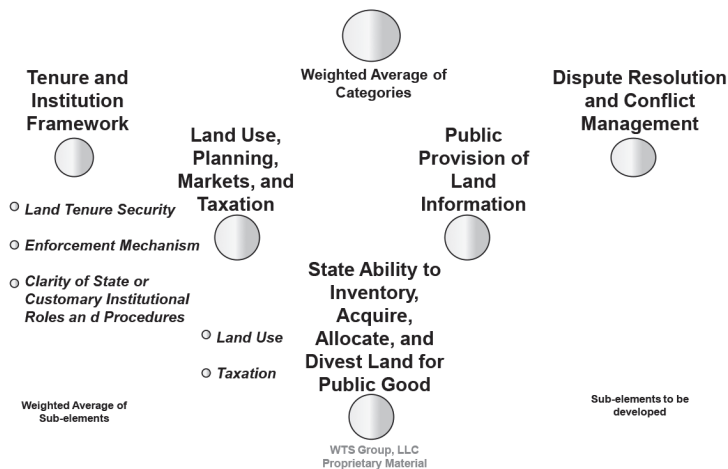 Weighted Average of
Categories
Tenure and
Institution
Framework
Dispute Resolution
and Conflict
Management
Land Use,
Planning,
Markets, and
Taxation
Public
Provision of
Land
Information
Land Tenure Security
Enforcement Mechanism
Clarity of State or
Customary Institutional
Roles an d Procedures
State Ability to
Inventory,
Acquire,
Allocate, and
Divest Land for
Public Good
Land Use
Taxation
Weighted Average of
Sub-elements
Sub-elements to be
developed
WTS Group, LLC
Proprietary Material